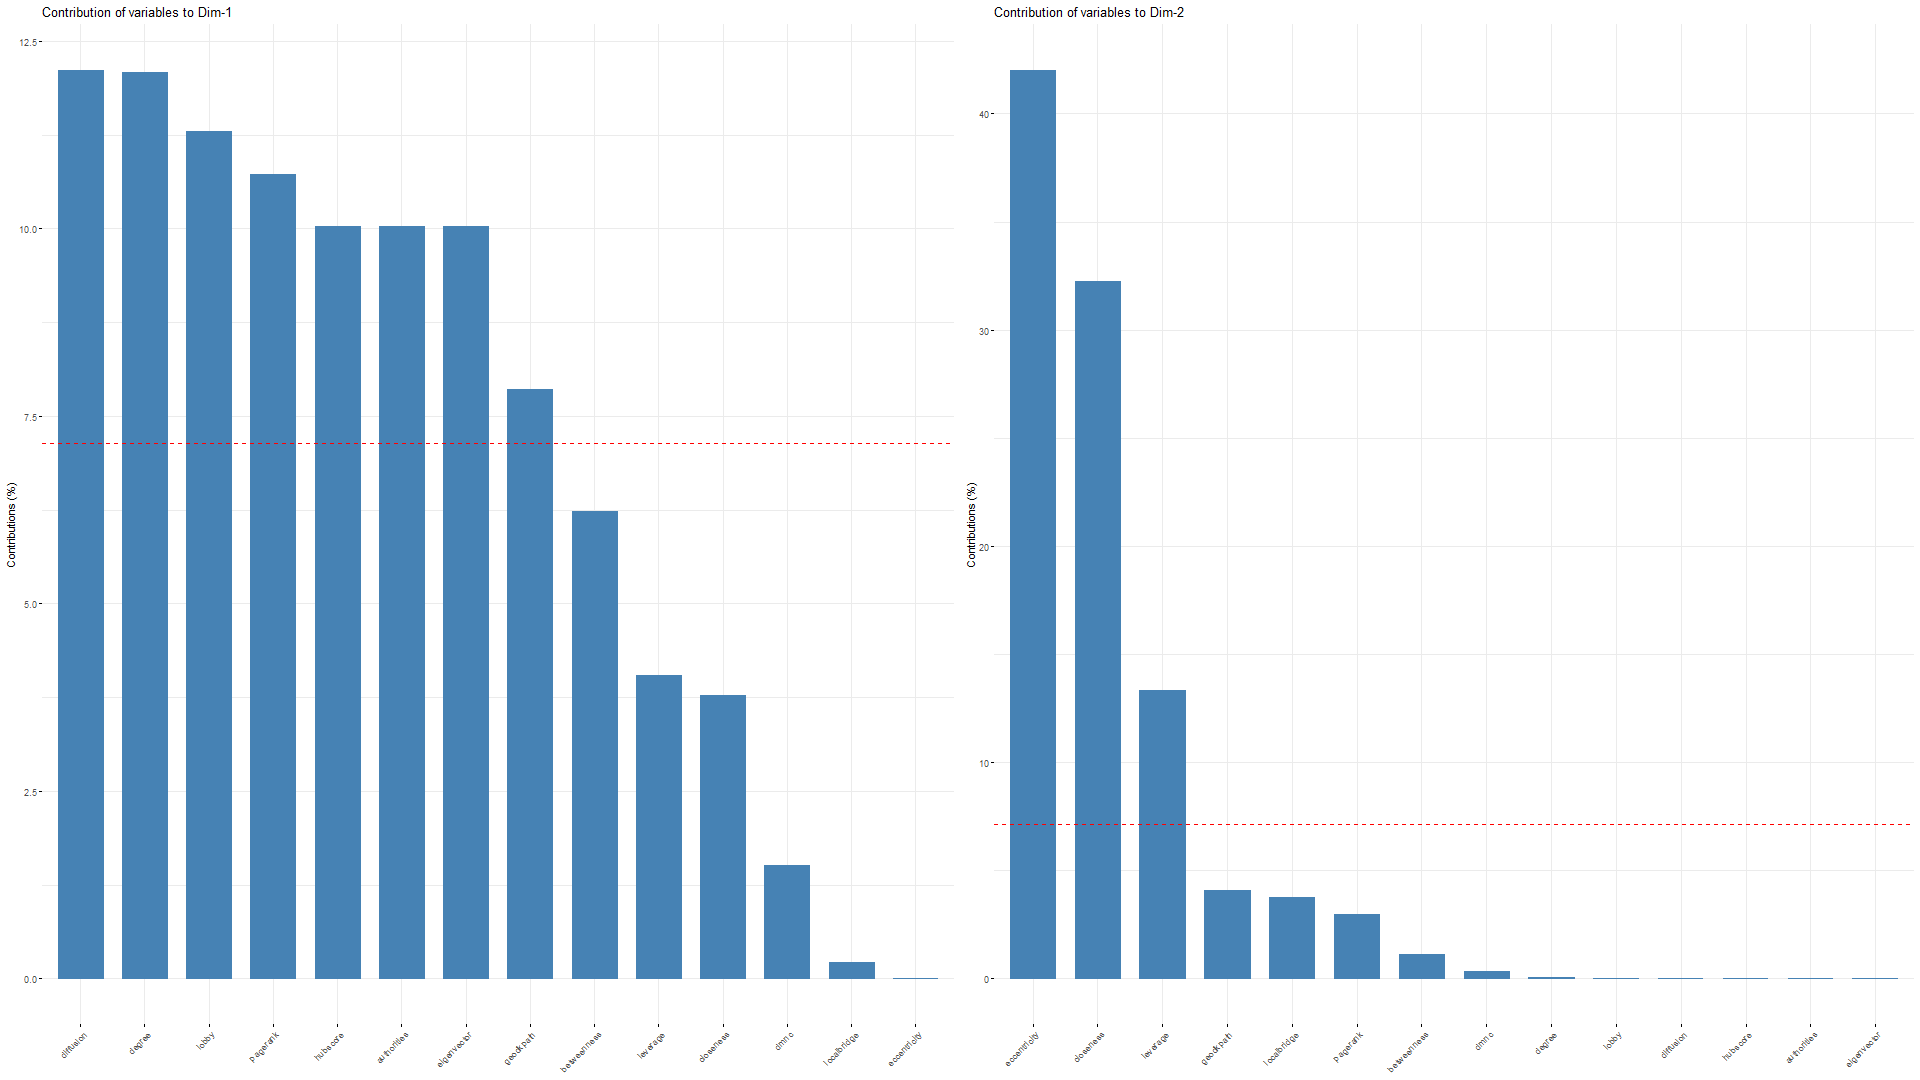 Contribution of variables to Dim-1
Contributions (%)
12.5
10.0
7.5
5.0
2.5
0.0
diffusion
degree
lobby
pagerank
hubscore
authorities
eigenvector
geodkpath
betweenness
leverage
closeness
dmnc
localbridge
eccentricity
Contribution of variables to Dim-2
Contributions (%)
40
30
20
10
0
eccentricity
closeness
leverage
geodkpath
localbridge
pagerank
betweenness
dmnc
degree
lobby
diffusion
hubscore
authorities
eigenvector